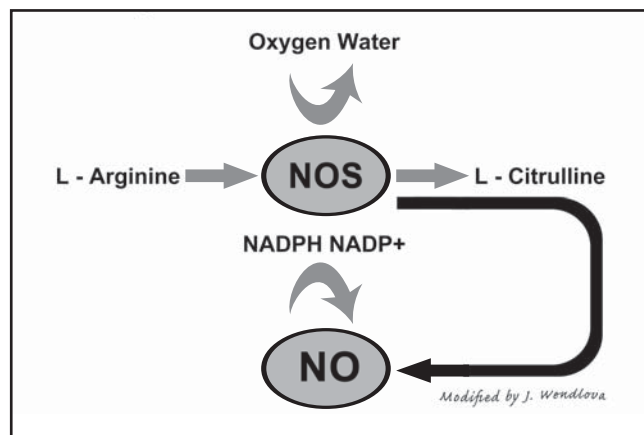 Oxygen Water
L - Arginine NOS L - Citrulline
NADPH NADP+
NO
Modified by J. Wendlova